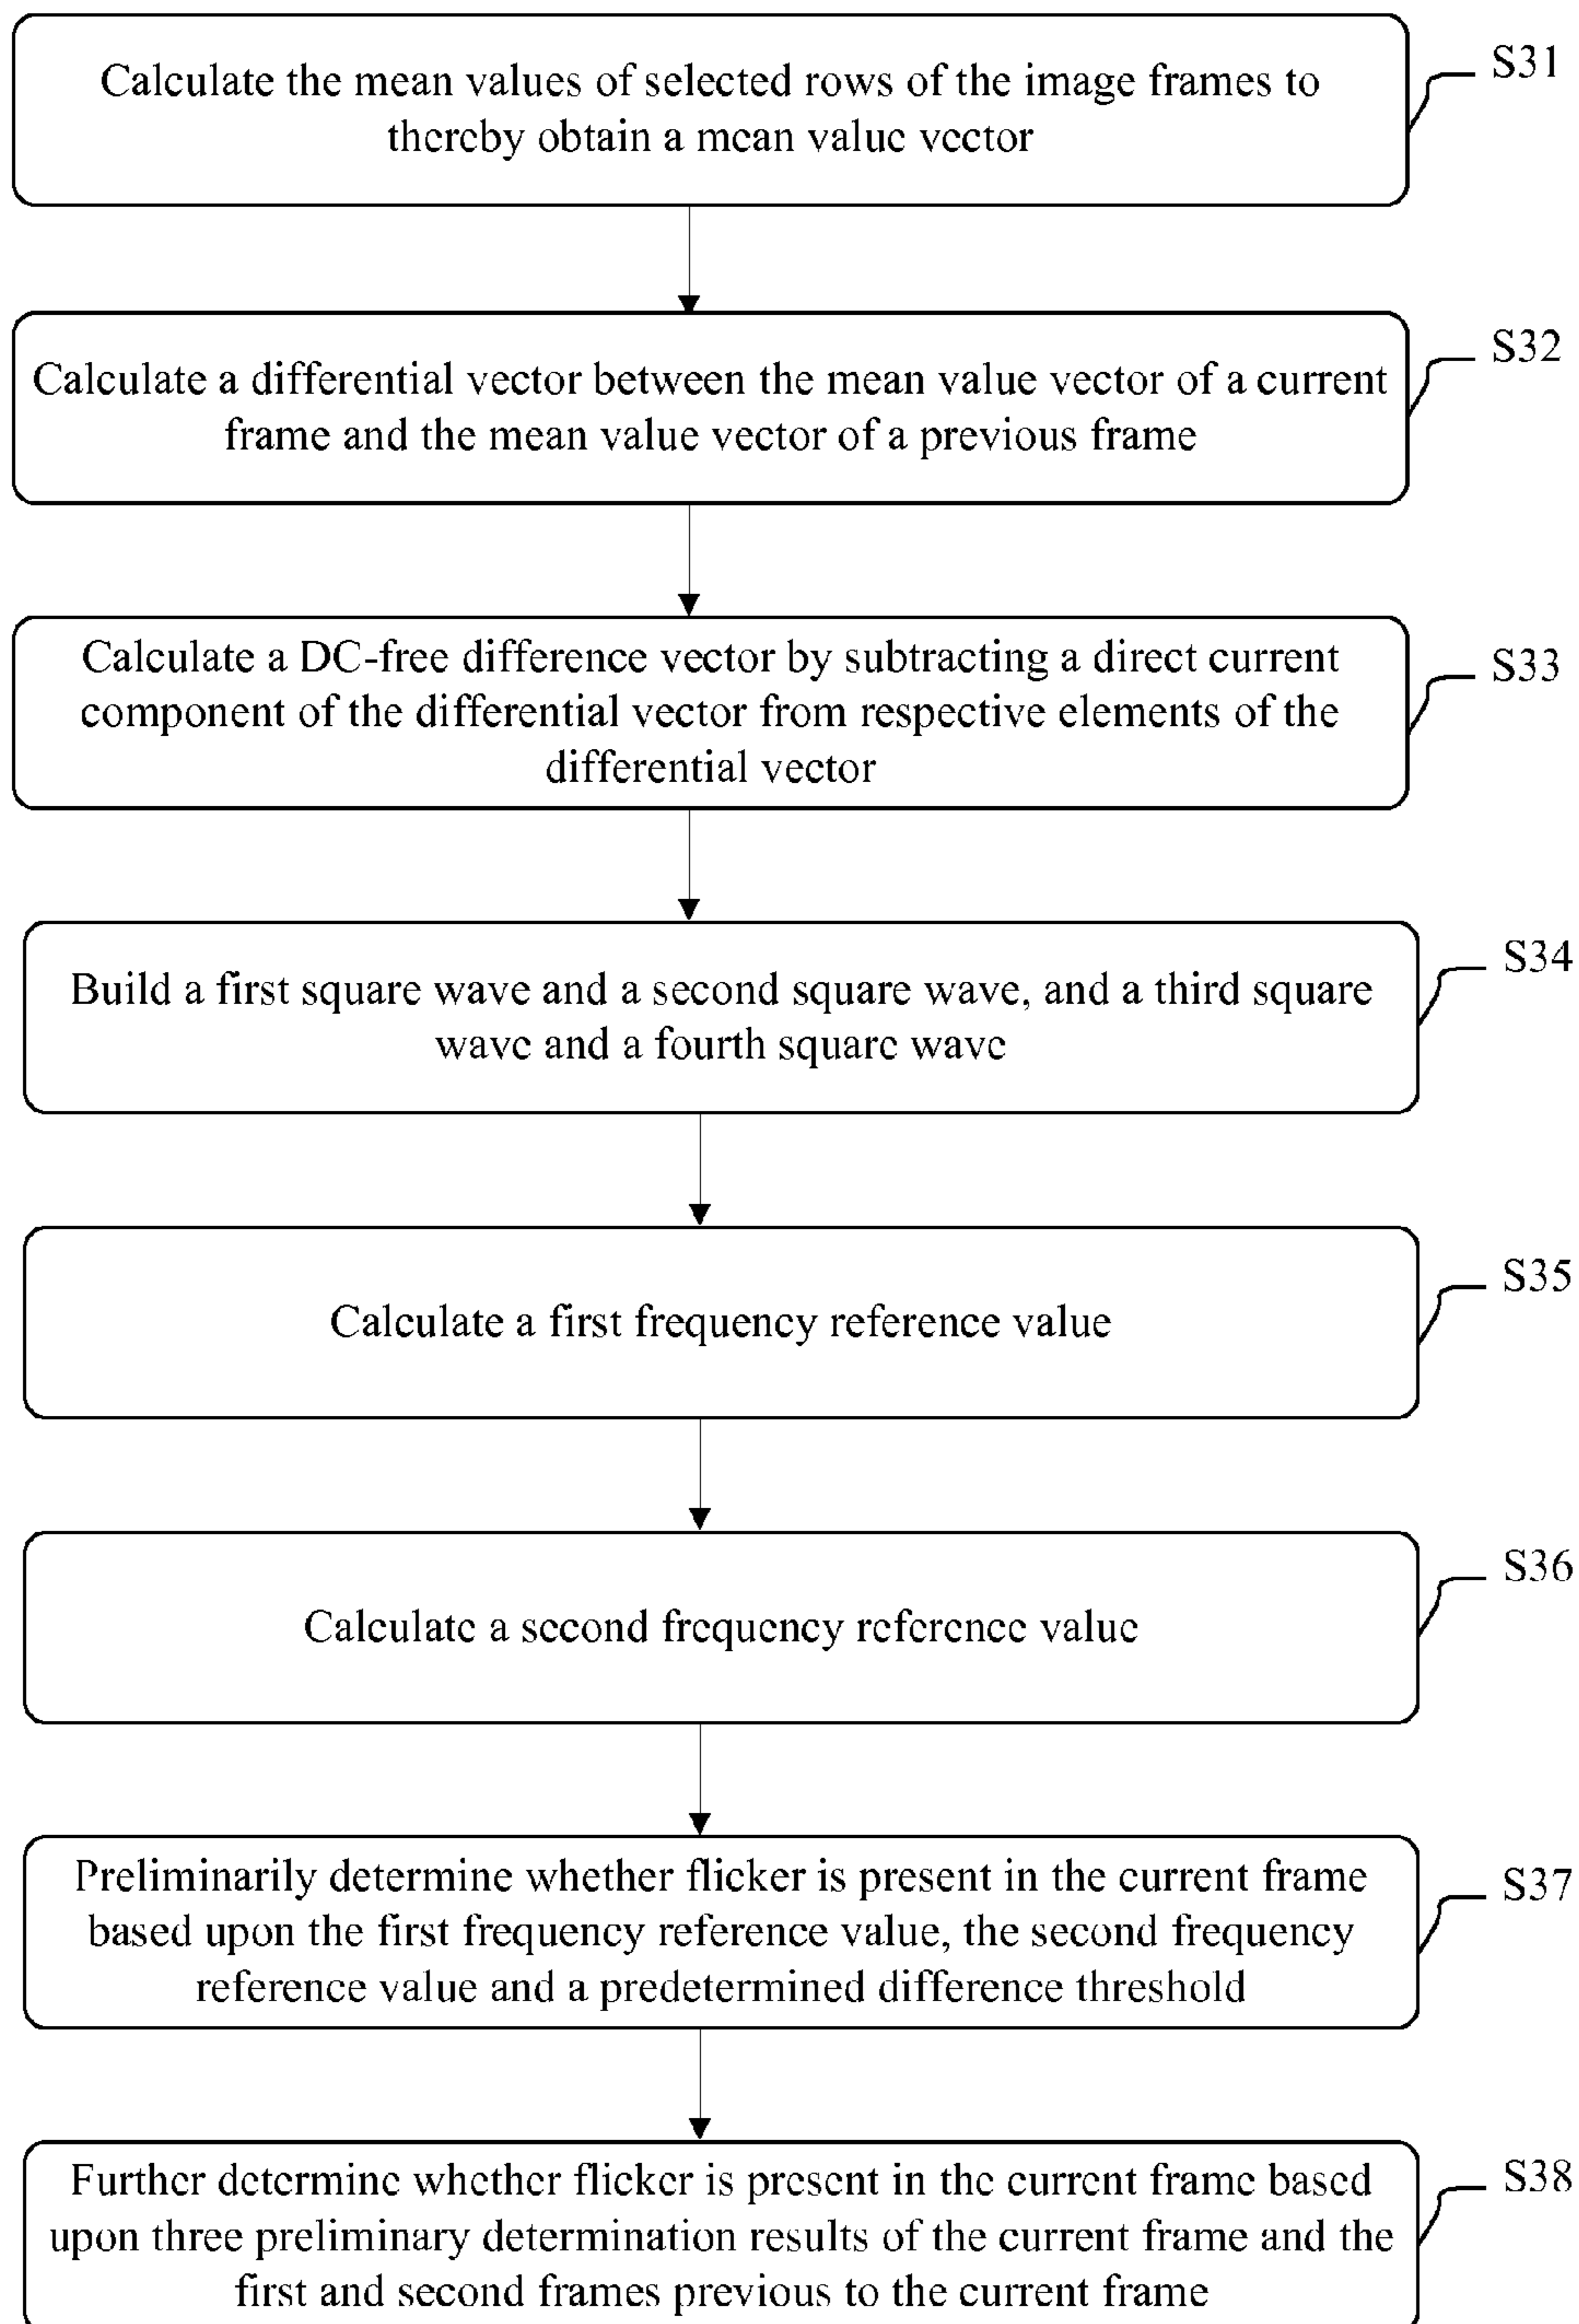 Calculate the mean values of selected rows of the image frames to
thereby obtain a mean value vector
S31
Calculate a differential vector between the mean value vector of a current
frame and the mean value vector of a previous frame
S32
Calculate a DC-free difference vector by subtracting a direct current
component of the differential vector from respective elements of the
differential vector
S33
Build a first square wave and a second square wave, and a third square
wave and a fourth square wave
S34
Calculate a first frequency reference value
S35
Calculate a second frequency reference value
S36
Preliminarily determine whether flicker is present in the current frame
based upon the first frequency reference value, the second frequency
reference value and a predetermined difference threshold
S37
Further determine whether flicker is present in the current frame based
upon three preliminary determination results of the current frame and the
first and second frames previous to the current frame
S38